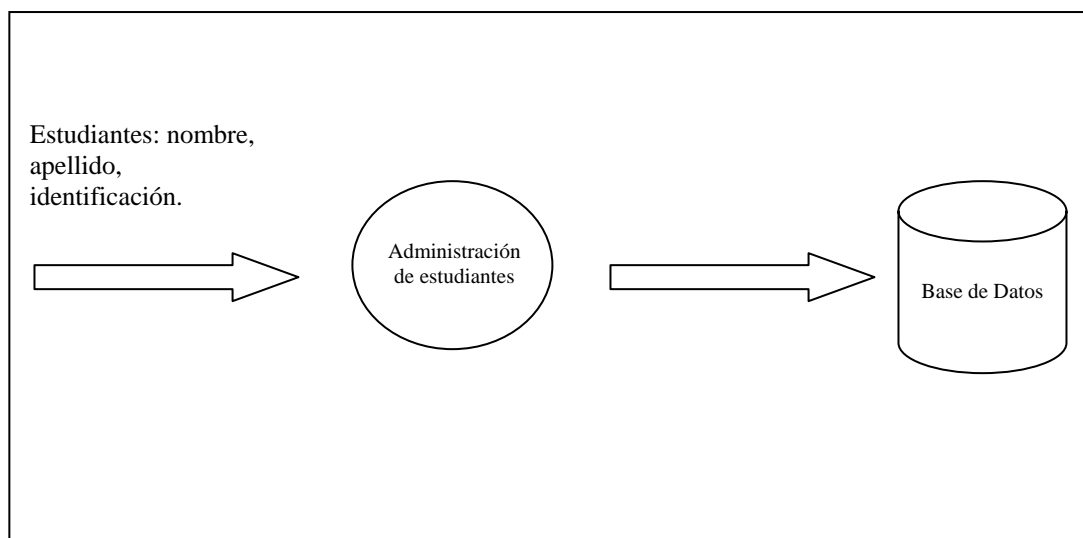 Estudiantes: nombre,
apellido,
identificación.
Administración
de estudiantes
Base de Datos